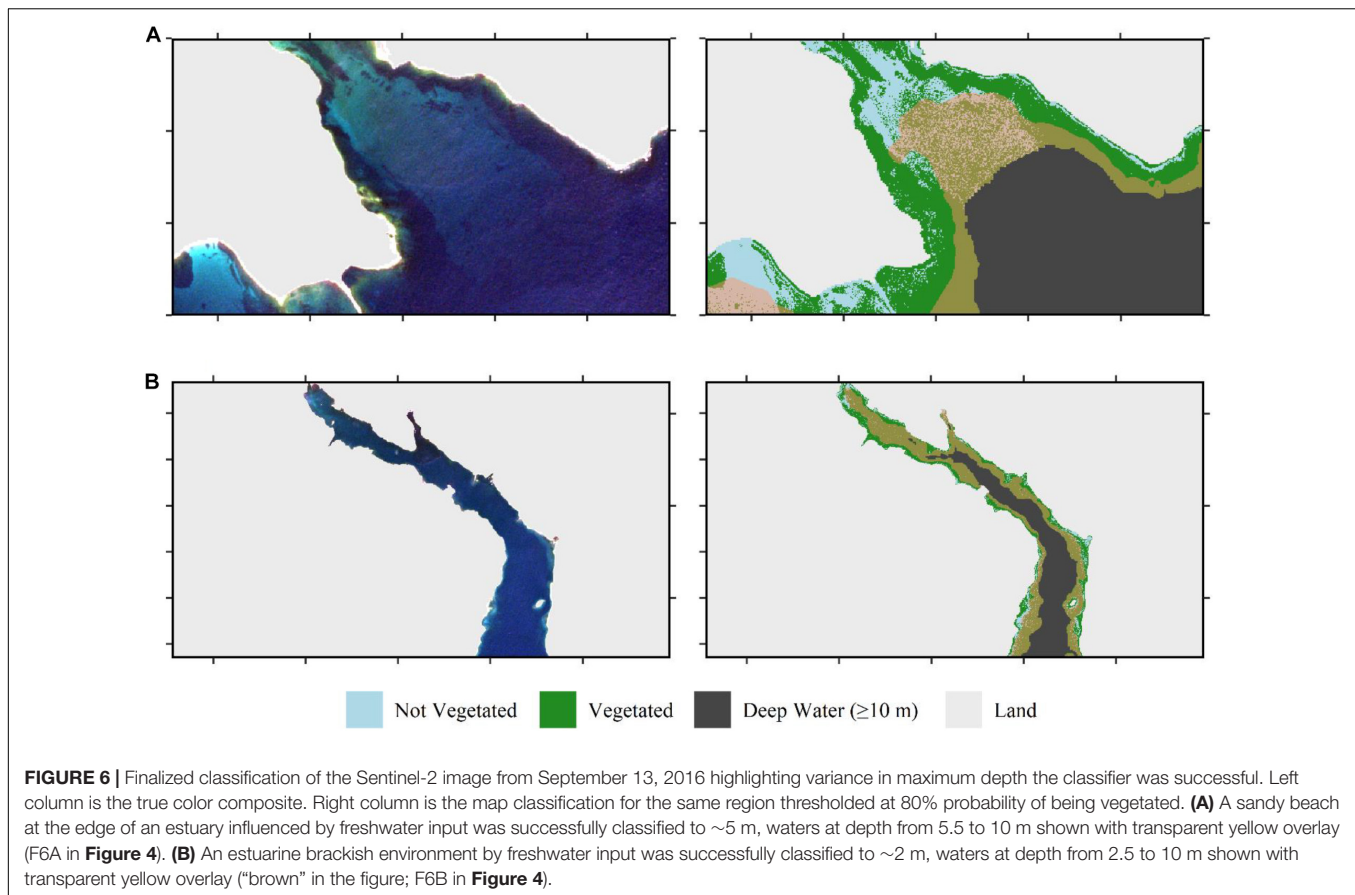 A
B
Not Vegetated Vegetated Deep Water (≥10 m) Land
FIGURE 6 | Finalized classification of the Sentinel-2 image from September 13, 2016 highlighting variance in maximum depth the classifier was successful. Left
column is the true color composite. Right column is the map classification for the same region thresholded at 80% probability of being vegetated. (A) A sandy beach
at the edge of an estuary influenced by freshwater input was successfully classified to ~5 m, waters at depth from 5.5 to 10 m shown with transparent yellow overlay
(F6A in Figure 4). (B) An estuarine brackish environment by freshwater input was successfully classified to ~2 m, waters at depth from 2.5 to 10 m shown with
transparent yellow overlay (“brown” in the figure; F6B in Figure 4).